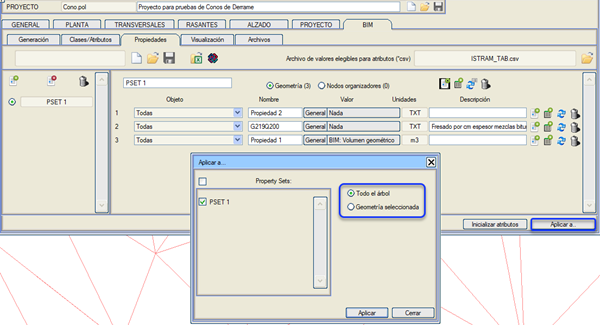 PROYECTO Cono.pol Proyecto para pruebas de Conos de Derrame
GENERAL PLANTA TRANSVERSALES RASANTES ALZADO PROYECTO BIM
Generación Clases/Atributos Propiedades Visualización Archivos
Archivo de valores elegibles para atributos (*csv) ISTRAM_TAB.csv
PSET 1 Geometría (3) Nodos organizadores (0)
PSET 1
Objeto Nombre Valor Unidades Descripción
1 Todas Propiedad 2 General Nada TXT
2 Todas G219G200 General Nada TXT Fresado por cm espesor mezclas bitu
3 Todas Propiedad 1 General BIM: Volumen geométrico m3
Aplicar a...
Property Sets:
PSET 1
Todo el árbol
Geometría seleccionada
Aplicar Cerrar
Inicializar atributos Aplicar a...